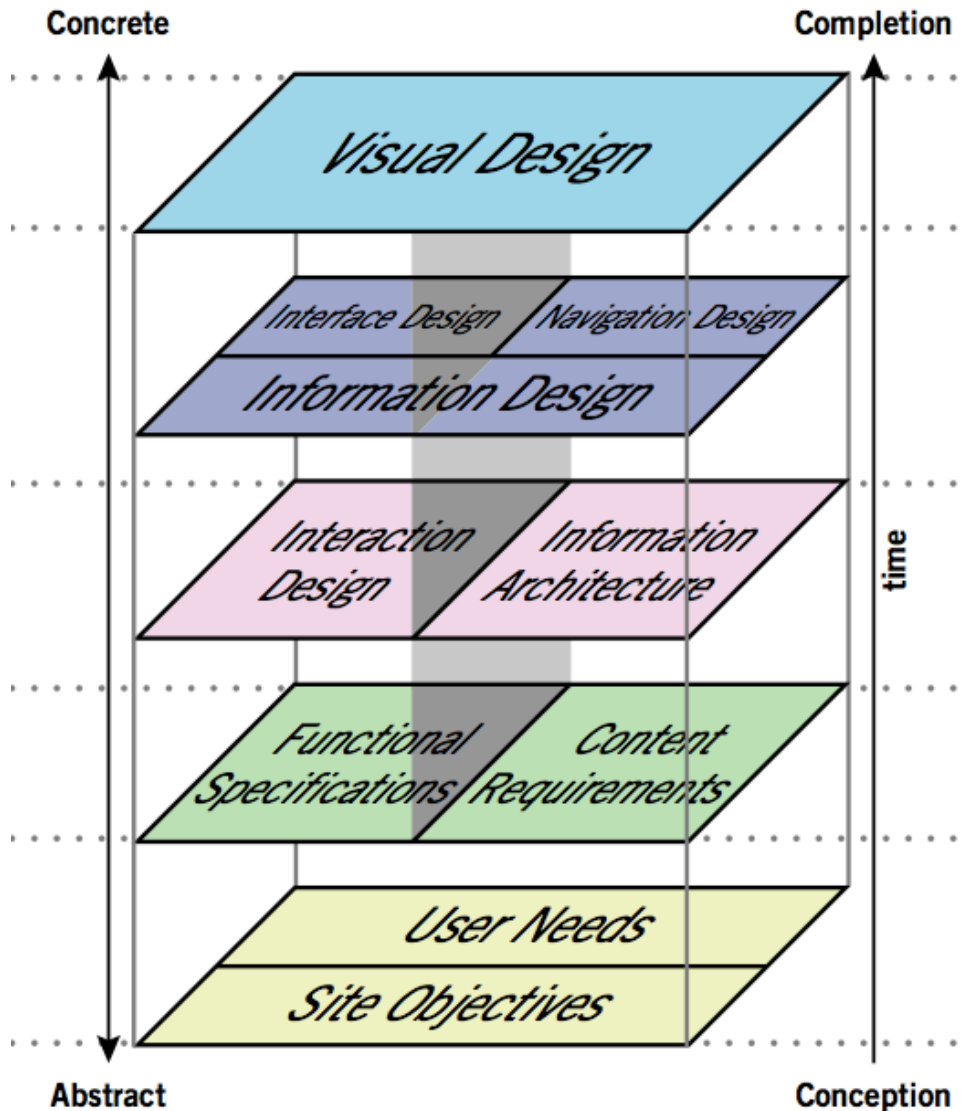 Concrete
Completion
Visual Design
Interface Design
Navigation Design
Information Design
Interaction
Design
Information
Architecture
time
Functional
Specifications
Content
Requirements
User Needs
Site Objectives
Abstract
Conception